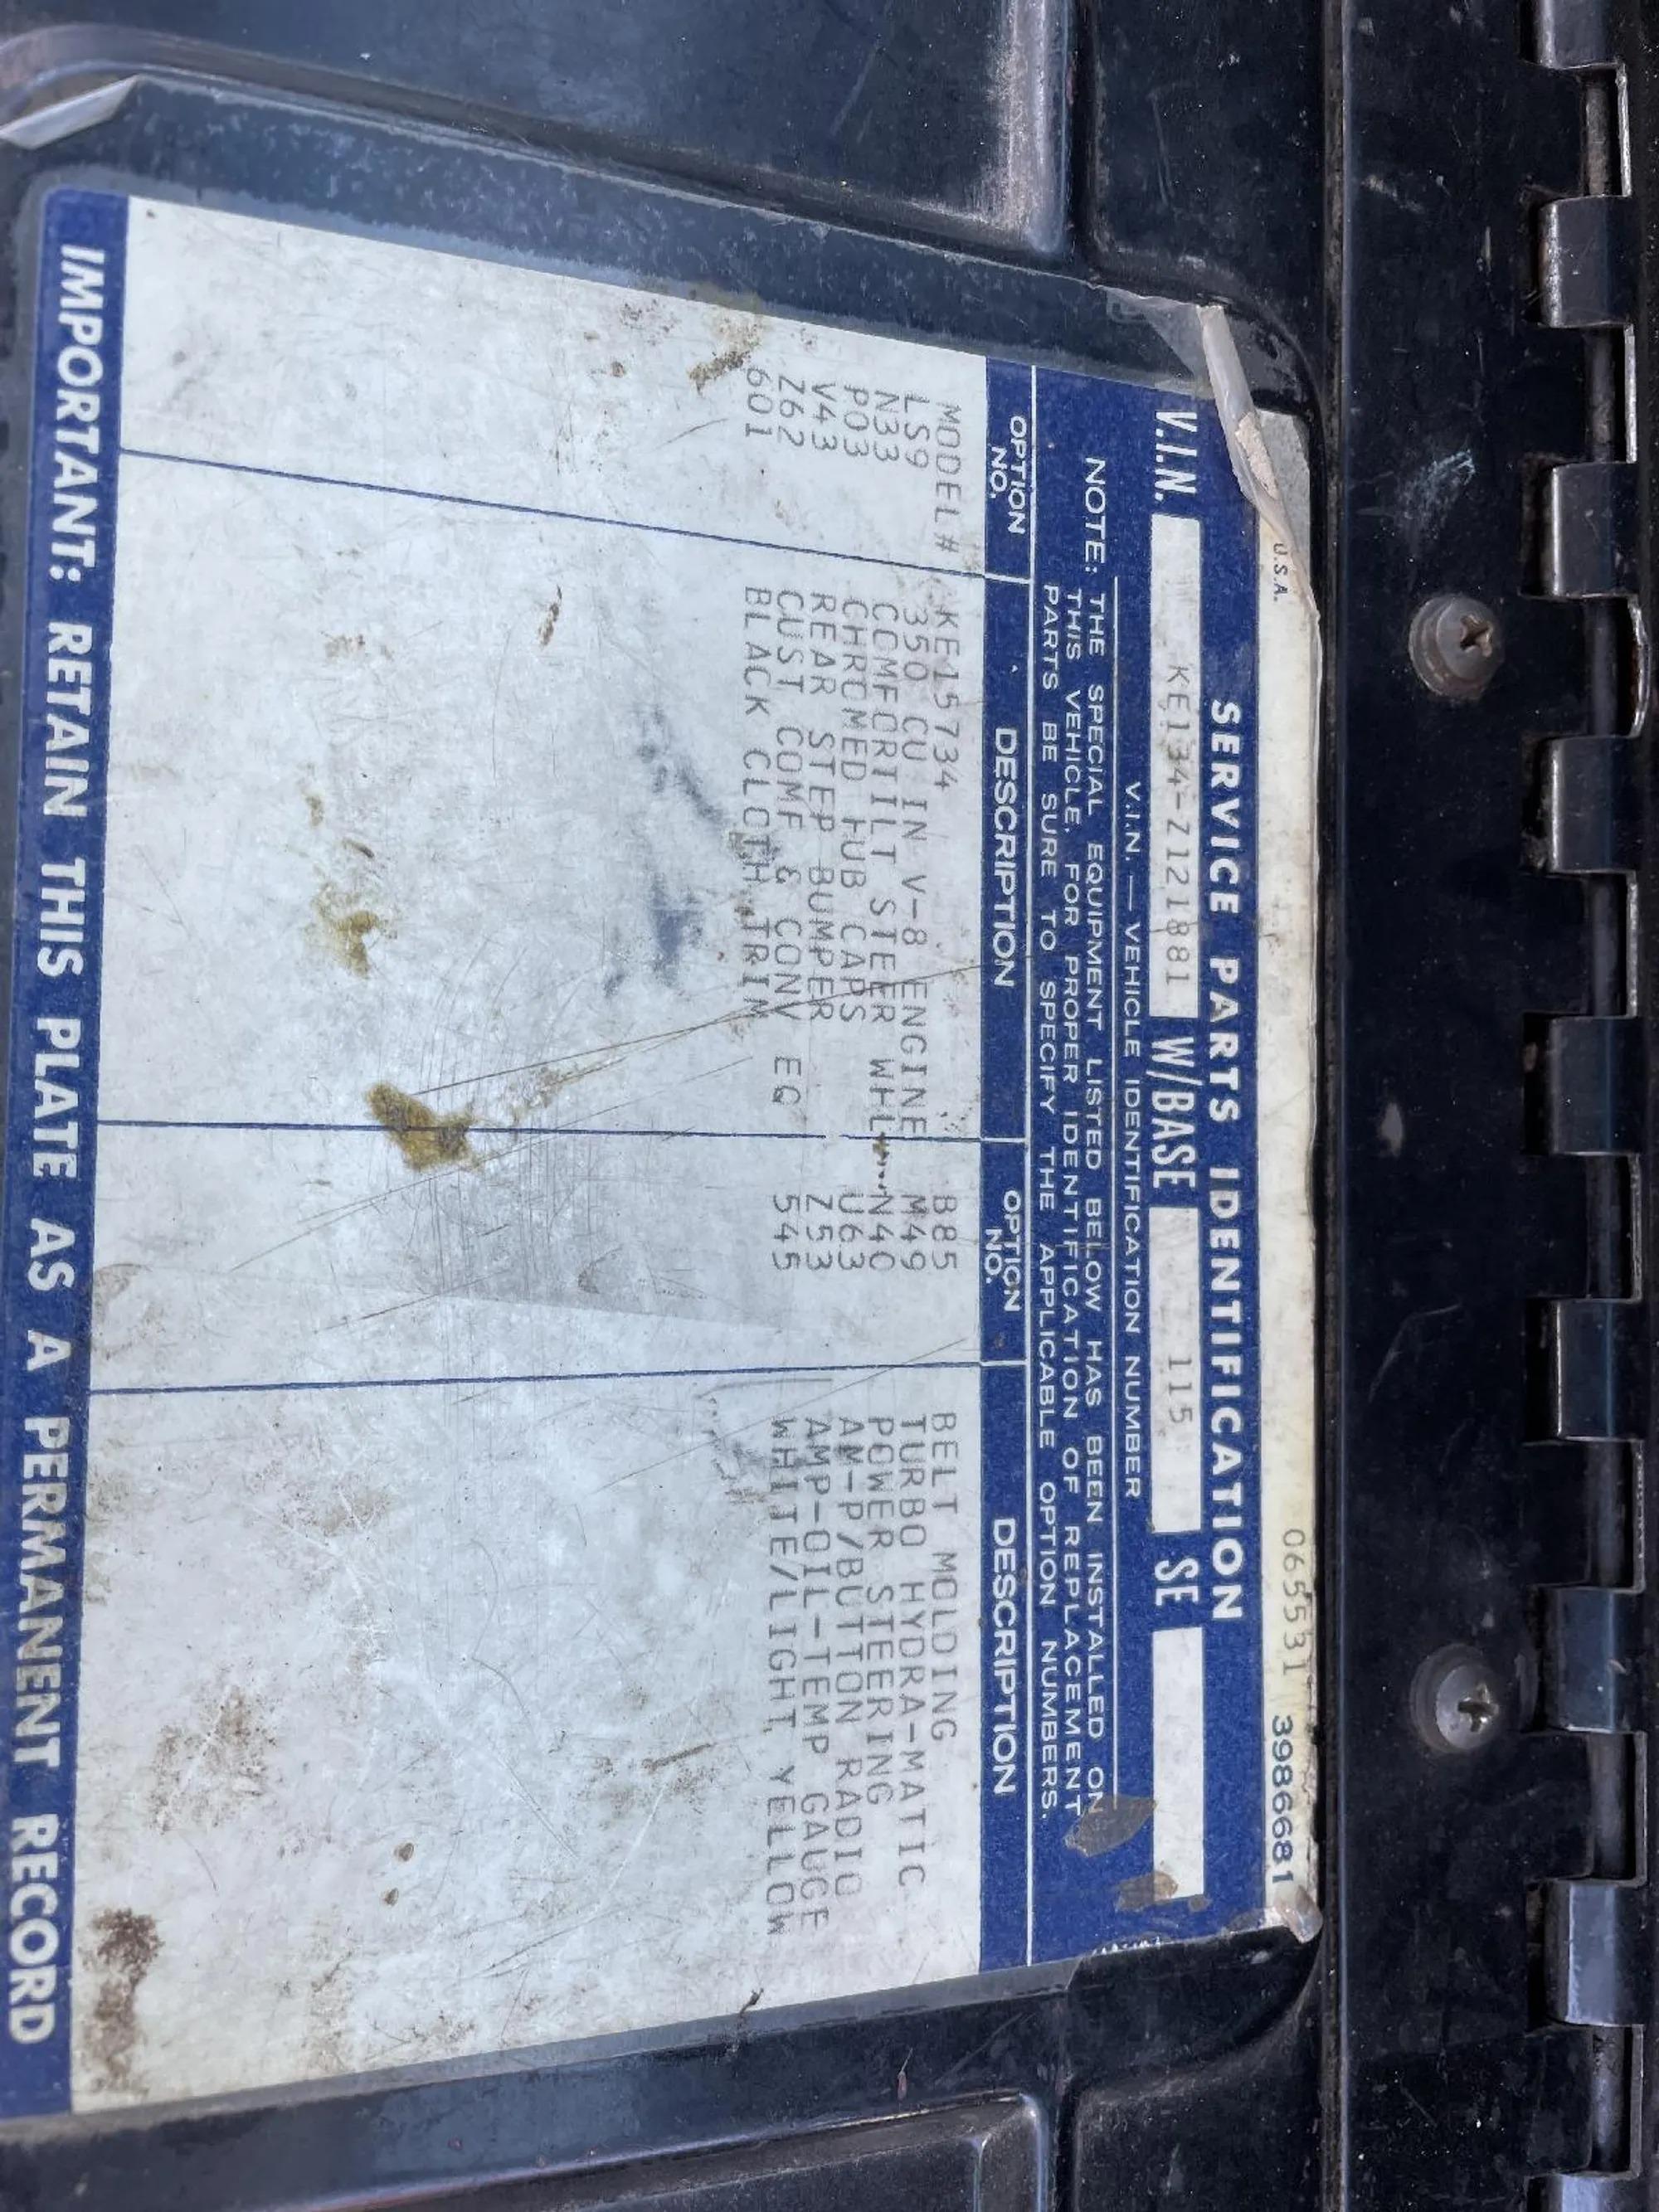 U.S.A. 065531 3986681
SERVICE PARTS IDENTIFICATION
V.I.N. KE134-Z121881 W/BASE 115 SE
V.I.N.—VEHICLE IDENTIFICATION NUMBER
NOTE: THE SPECIAL EQUIPMENT LISTED BELOW HAS BEEN INSTALLED ON
THIS VEHICLE. FOR PROPER IDENTIFICATION OF REPLACEMENT
PARTS BE SURE TO SPECIFY THE APPLICABLE OPTION NUMBERS.
OPTION NO. DESCRIPTION OPTION NO. DESCRIPTION
MODEL# KE15734 B85 BELT MOLDING
LS9 350 CU IN V-8 ENGINE M49 TURBO HYDRA-MATIC
N33 COMFORTILT STEER WHL N40 POWER STEERING
P03 CHROMED HUB CAPS U63 AM-P/BUTTON RADIO
V43 REAR STEP BUMPER Z53 AMP-OIL-TEMP GAUGE
Z62 CUST COMF & CONV EQ 545 WHITE/LIGHT YELLOW
601 BLACK CLOTH TRIM
IMPORTANT: RETAIN THIS PLATE AS A PERMANENT RECORD